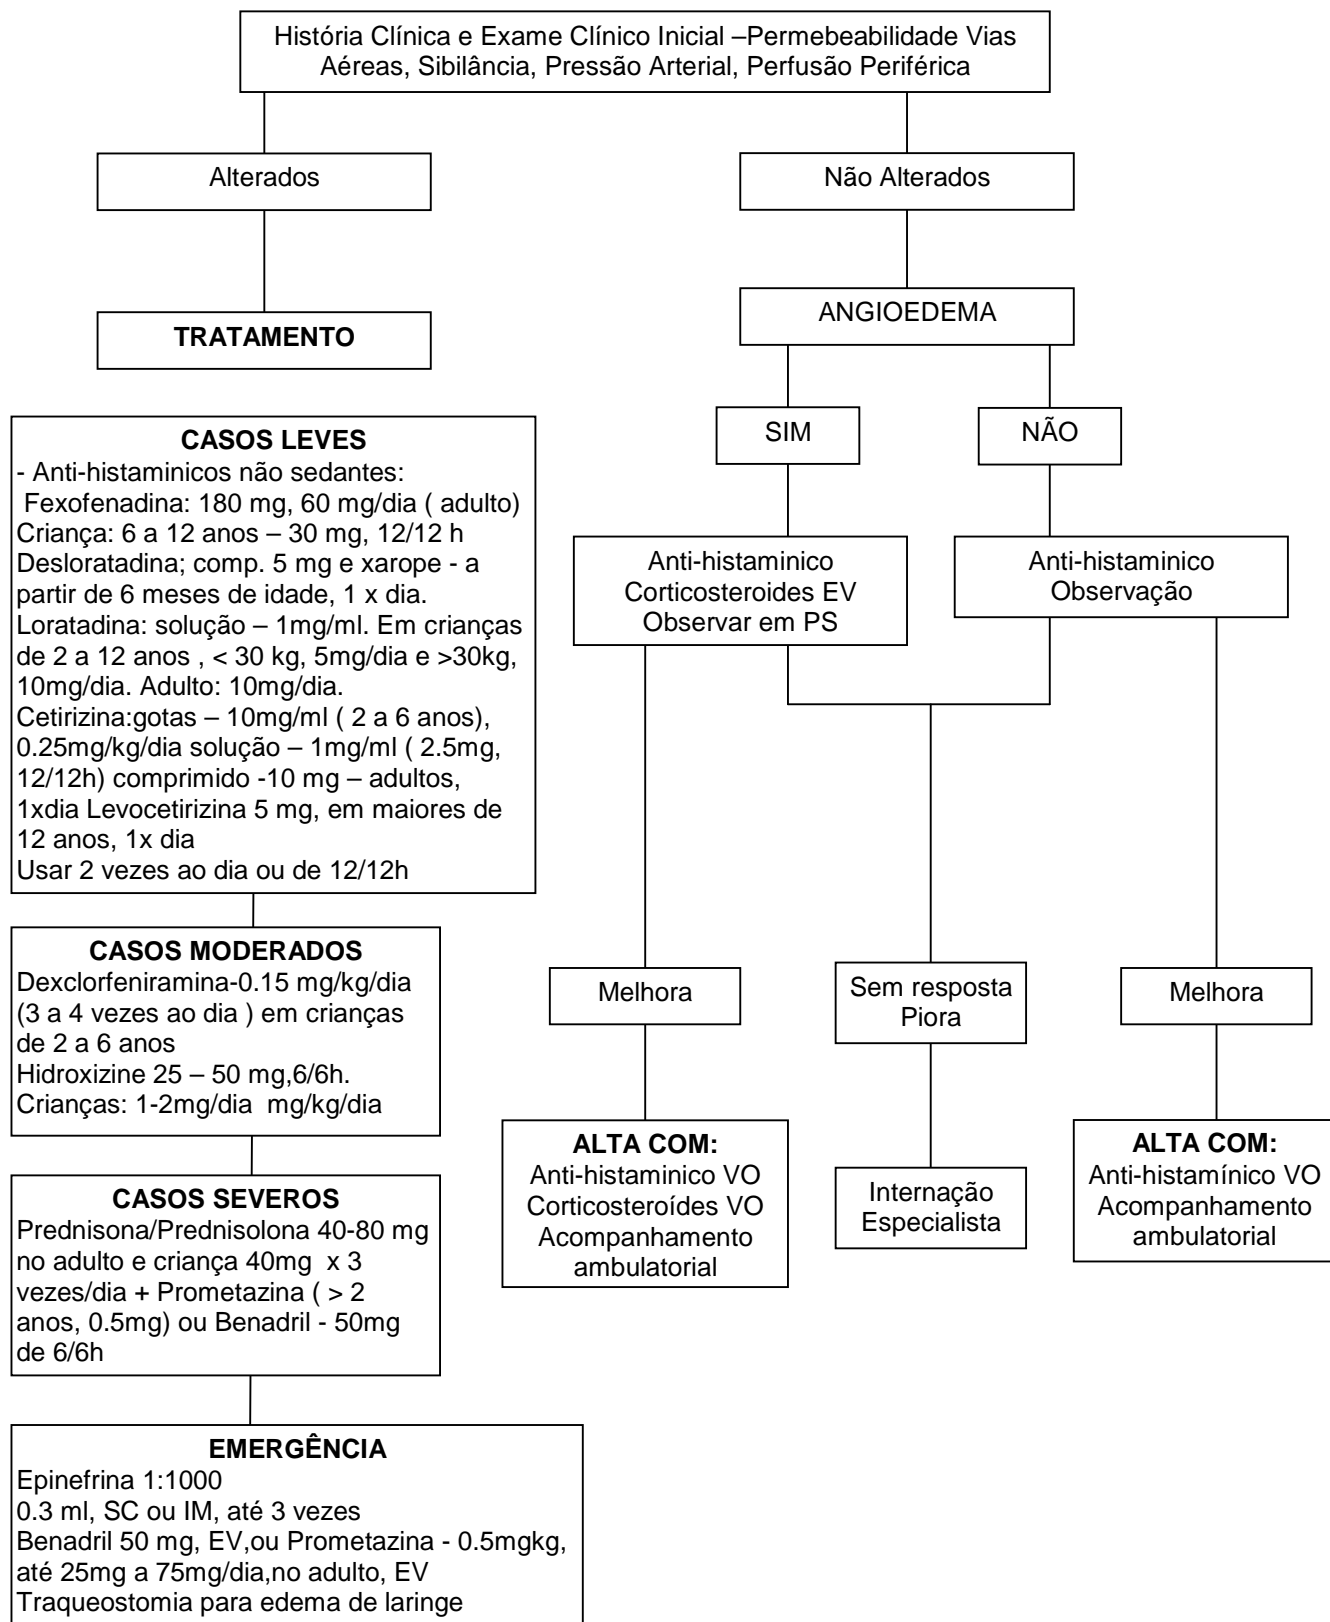 História Clínica e Exame Clínico Inicial –Permebeabilidade Vias
Aéreas, Sibilância, Pressão Arterial, Perfusão Periférica
Alterados
Não Alterados
TRATAMENTO
ANGIOEDEMA
SIM
NÃO
CASOS LEVES
- Anti-histaminicos não sedantes:
Fexofenadina: 180 mg, 60 mg/dia ( adulto)
Criança: 6 a 12 anos – 30 mg, 12/12 h
Desloratadina; comp. 5 mg e xarope - a
partir de 6 meses de idade, 1 x dia.
Loratadina: solução – 1mg/ml. Em crianças
de 2 a 12 anos , < 30 kg, 5mg/dia e >30kg,
10mg/dia. Adulto: 10mg/dia.
Cetirizina:gotas – 10mg/ml ( 2 a 6 anos),
0.25mg/kg/dia solução – 1mg/ml ( 2.5mg,
12/12h) comprimido -10 mg – adultos,
1xdia Levocetirizina 5 mg, em maiores de
12 anos, 1x dia
Usar 2 vezes ao dia ou de 12/12h
Anti-histaminico
Corticosteroides EV
Observar em PS
Anti-histaminico
Observação
CASOS MODERADOS
Dexclorfeniramina-0.15 mg/kg/dia
(3 a 4 vezes ao dia ) em crianças
de 2 a 6 anos
Hidroxizine 25 – 50 mg,6/6h.
Crianças: 1-2mg/dia  mg/kg/dia
Melhora
Sem resposta
Piora
Melhora
CASOS SEVEROS
Prednisona/Prednisolona 40-80 mg
no adulto e criança 40mg  x 3
vezes/dia + Prometazina ( > 2
anos, 0.5mg) ou Benadril - 50mg
de 6/6h
ALTA COM:
Anti-histaminico VO
Corticosteroídes VO
Acompanhamento
ambulatorial
Internação
Especialista
ALTA COM:
Anti-histamínico VO
Acompanhamento
ambulatorial
EMERGÊNCIA
Epinefrina 1:1000
0.3 ml, SC ou IM, até 3 vezes
Benadril 50 mg, EV,ou Prometazina - 0.5mgkg,
até 25mg a 75mg/dia,no adulto, EV
Traqueostomia para edema de laringe